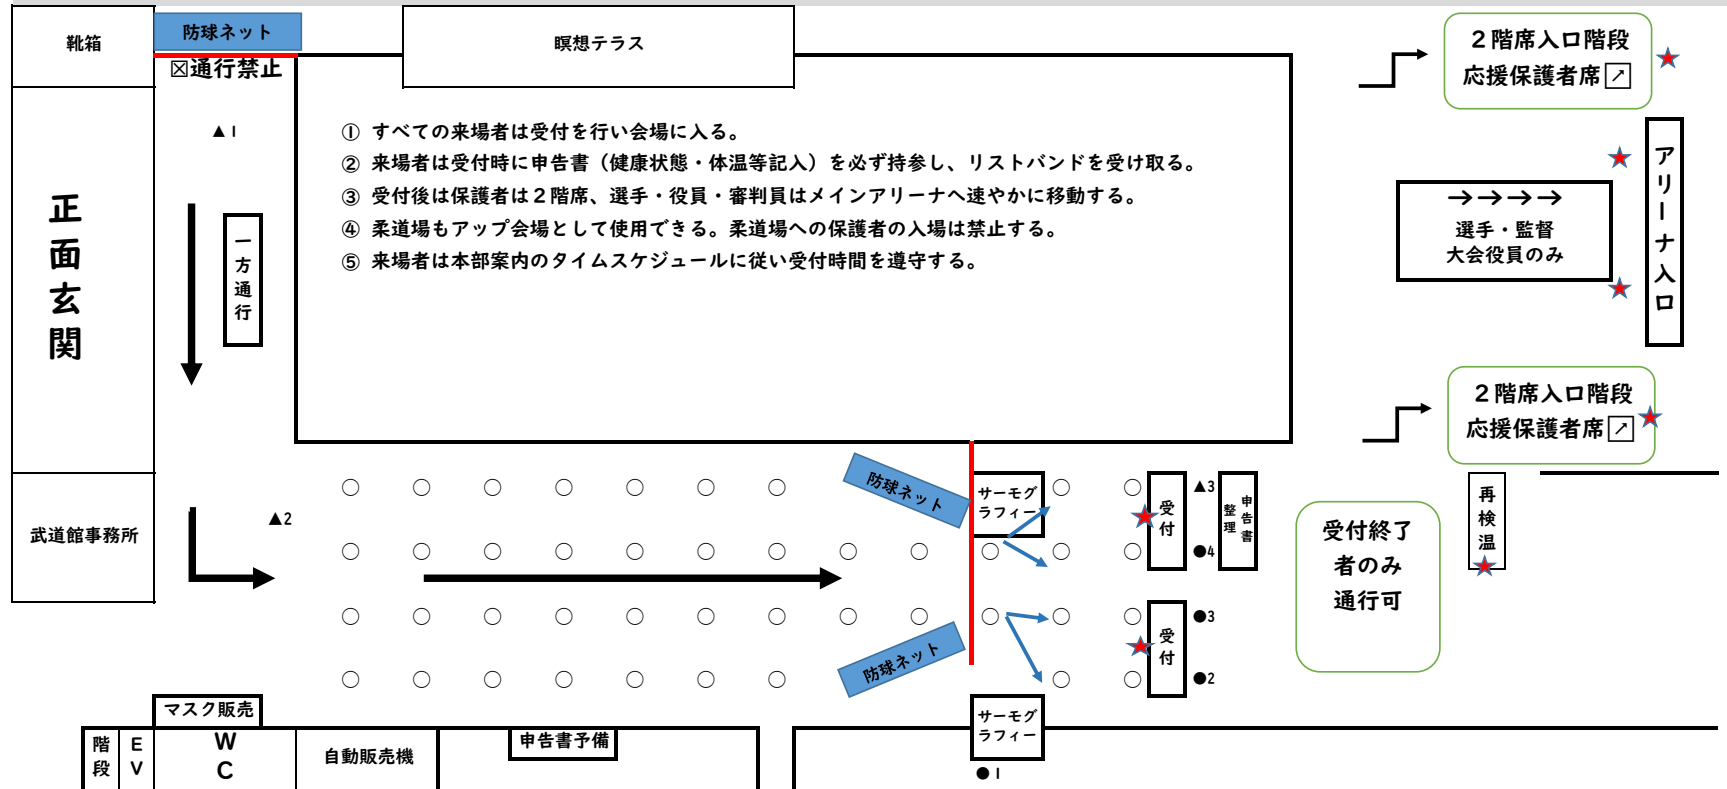 靴箱
防球ネット
☒通行禁止
瞑想テラス
２階席入口階段
応援保護者席↗
▲1
① すべての来場者は受付を行い会場に入る。
② 来場者は受付時に申告書（健康状態・体温等記入）を必ず持参し、リストバンドを受け取る。
③ 受付後は保護者は２階席、選手・役員・審判員はメインアリーナへ速やかに移動する。
④ 柔道場もアップ会場として使用できる。柔道場への保護者の入場は禁止する。
⑤ 来場者は本部案内のタイムスケジュールに従い受付時間を遵守する。
正面玄関
一方通行
→→→→
選手・監督
大会役員のみ
アリーナ入口
２階席入口階段
応援保護者席↗
武道館事務所
▲2
防球ネット
サーモグ
ラフィー
受付
▲3
●4
申告書
整理
再検温
受付終了
者のみ
通行可
防球ネット
受付
●3
●2
マスク販売
階段
EV
WC
自動販売機
申告書予備
サーモグ
ラフィー
●1